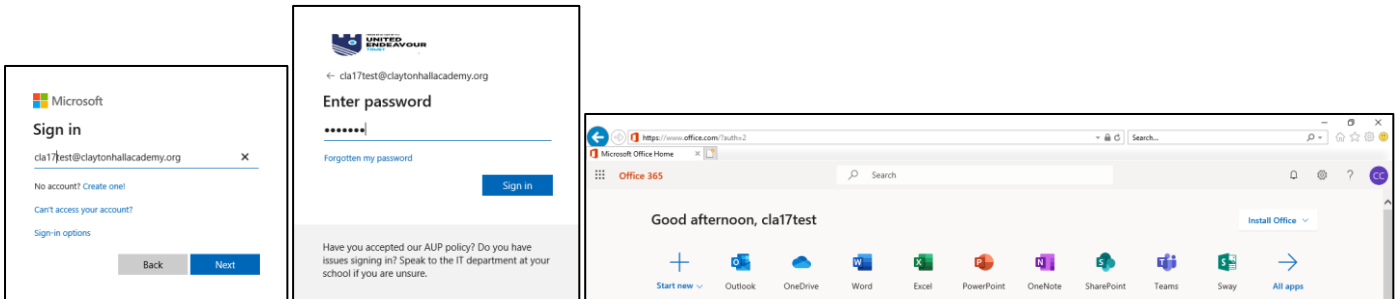 Microsoft
Sign in
cla17test@claytonhallacademy.org
No account? Create one!
Can't access your account?
Sign-in options
Back Next
UNITED
ENDEAVOUR
TRUST
← cla17test@claytonhallacademy.org
Enter password
•••••••
Forgotten my password
Sign in
Have you accepted our AUP policy? Do you have
issues signing in? Speak to the IT department at your
school if you are unsure.
https://www.office.com/?auth=2
Search...
Microsoft Office Home
Office 365
Search
? CC
Good afternoon, cla17test
Install Office
Start new Outlook OneDrive Word Excel PowerPoint OneNote SharePoint Teams Sway All apps